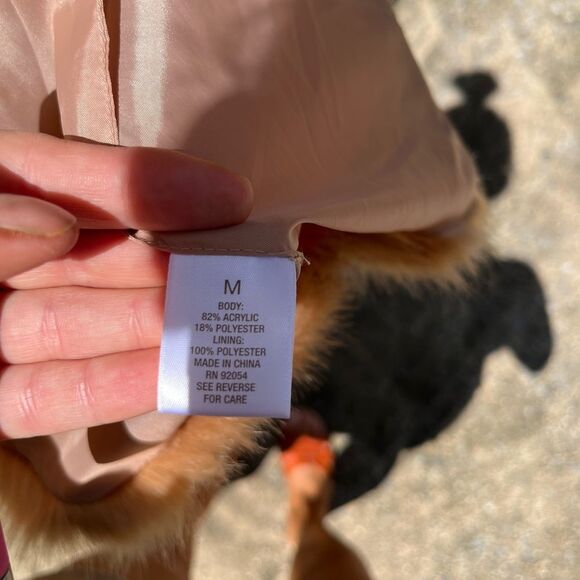 M
BODY:
82% ACRYLIC
18% POLYESTER
LINING:
100% POLYESTER
MADE IN CHINA
RN 92054
SEE REVERSE
FOR CARE